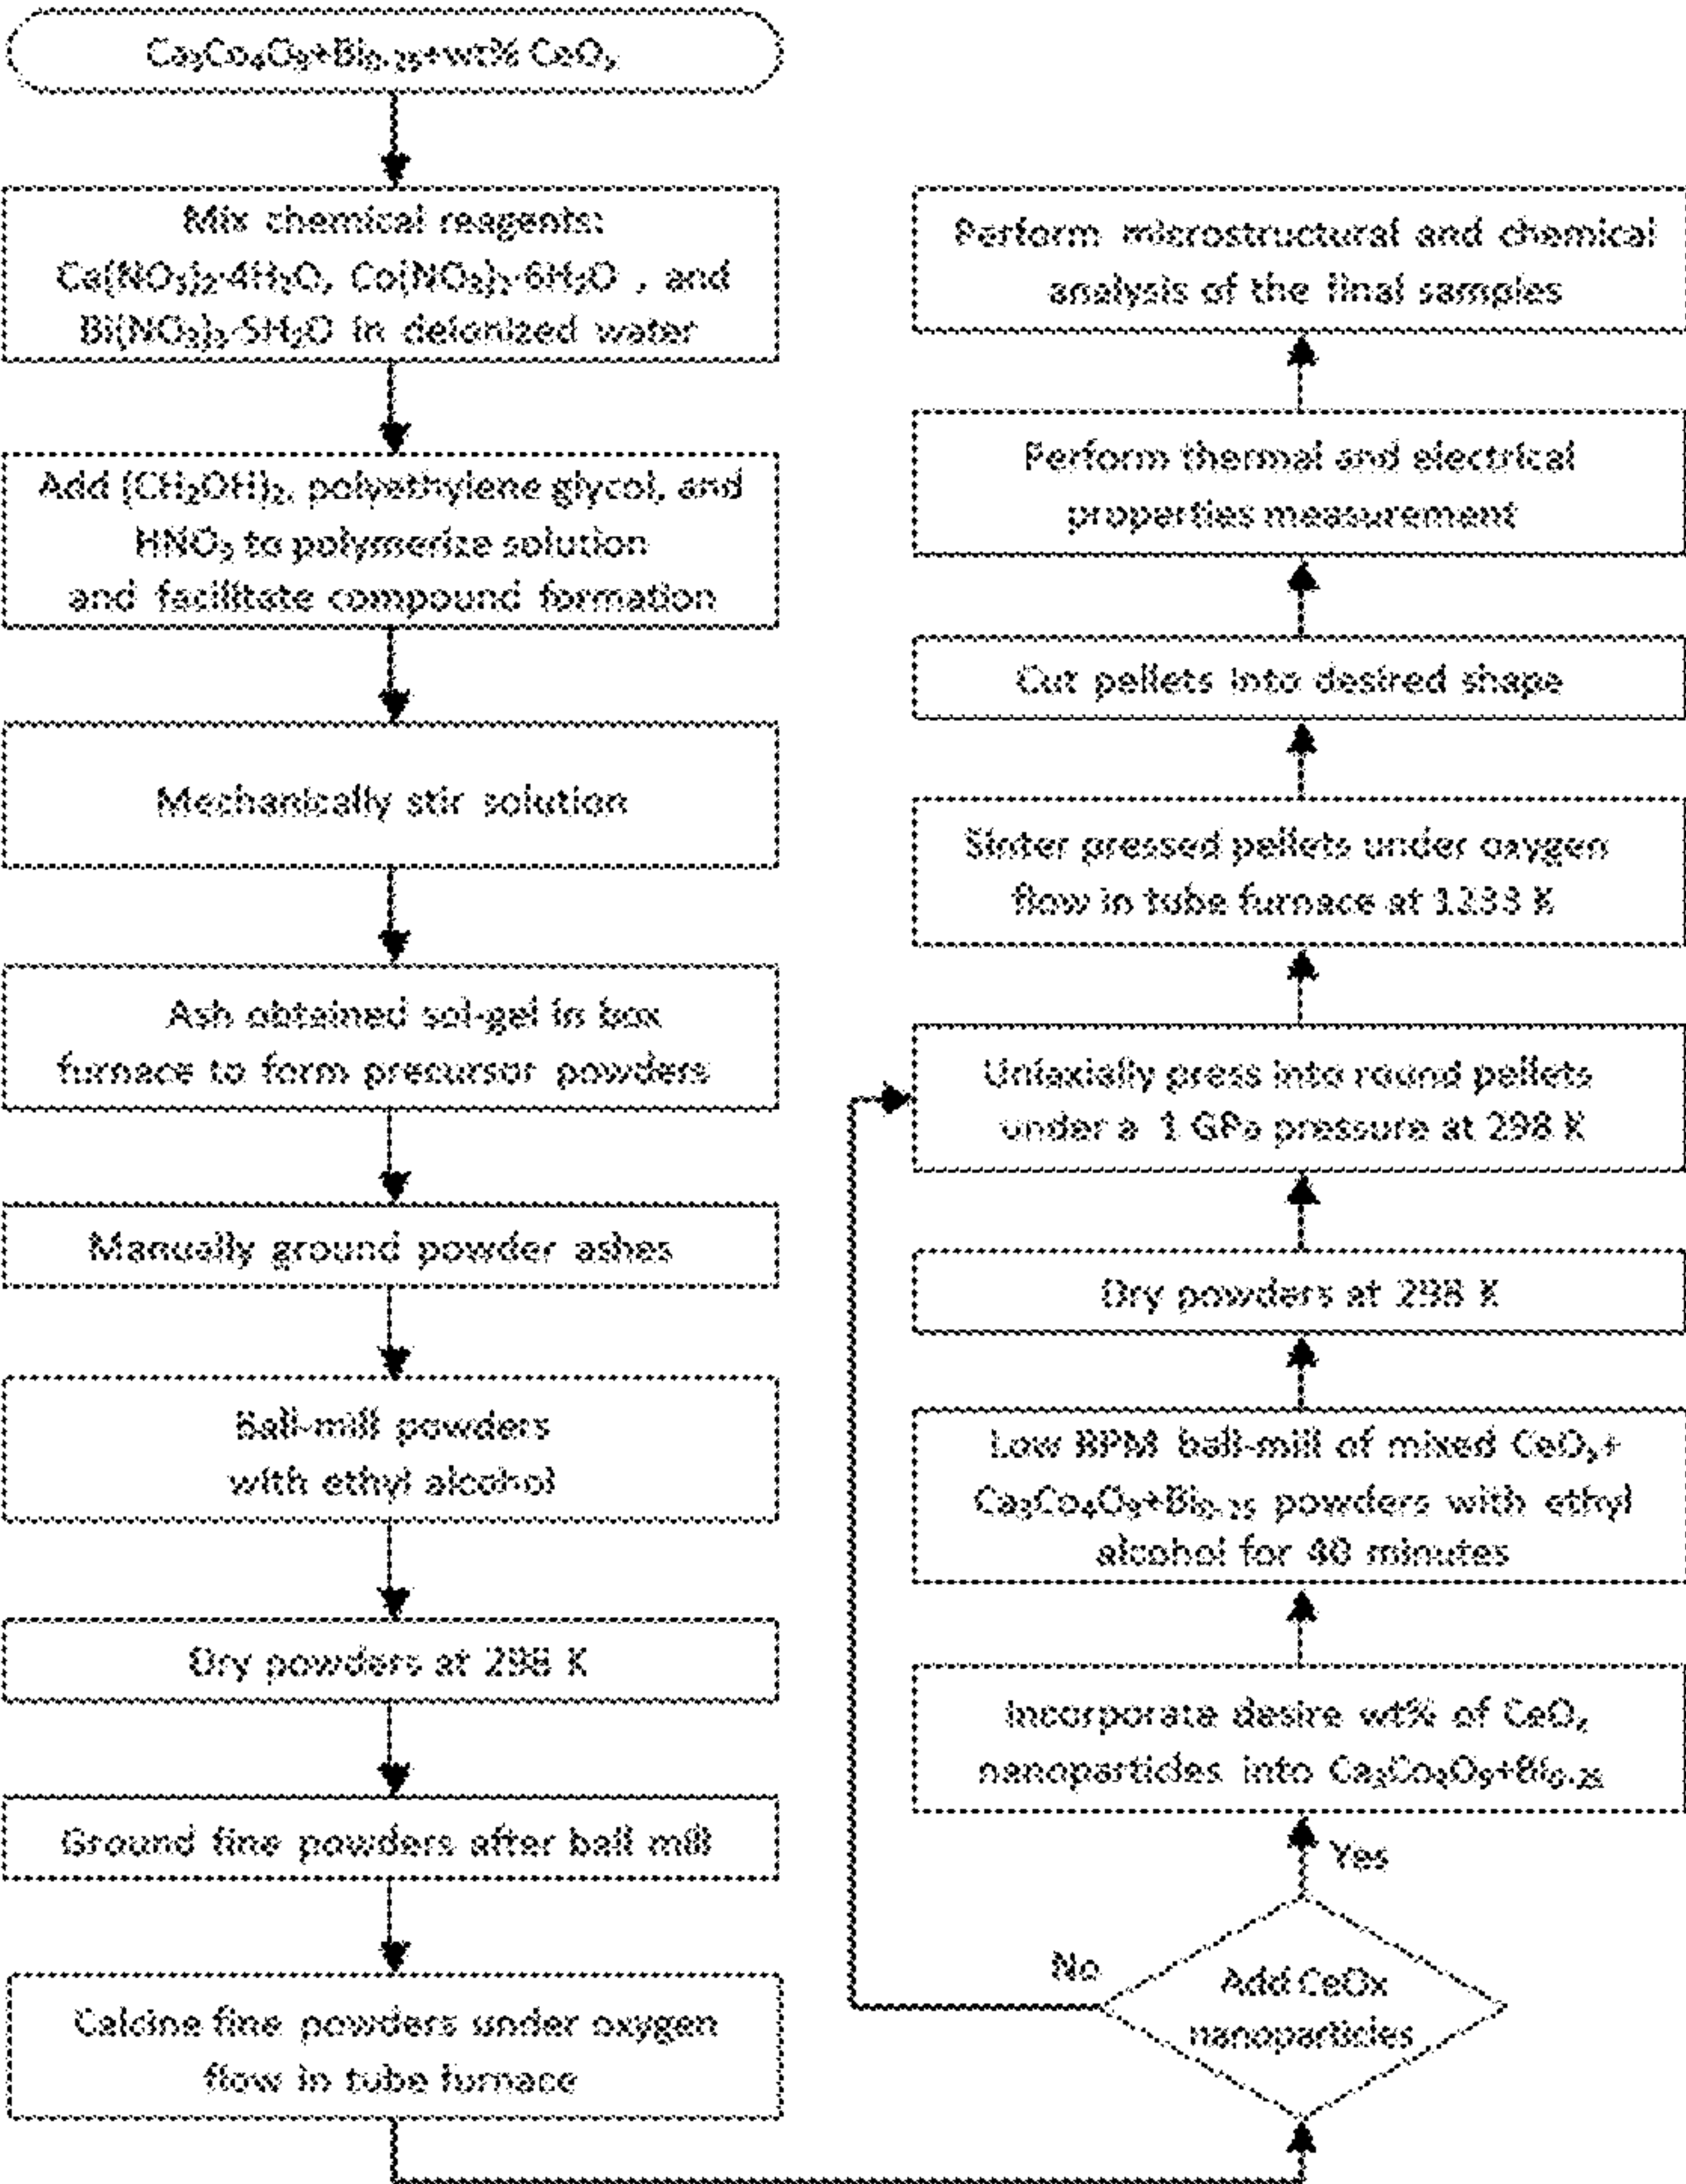 Ca₃Co₄O₉+Bi₀.₂₅+wt% CeOₓ
Mix chemical reagents:
Ca(NO₃)₂·4H₂O, Co(NO₃)₂·6H₂O , and
Bi(NO₃)₃·5H₂O in deionized water
Add (CH₂OH)₂, polyethylene glycol, and
HNO₃ to polymerize solution
and facilitate compound formation
Mechanically stir solution
Ash obtained sol-gel in box
furnace to form precursor powders
Manually ground powder ashes
Ball-mill powders
with ethyl alcohol
Dry powders at 298 K
Ground fine powders after ball mill
Calcine fine powders under oxygen
flow in tube furnace
Add CeOx
nanoparticles
No
Yes
Incorporate desire wt% of CeOₓ
nanoparticles into Ca₃Co₄O₉+Bi₀.₂₅
Low BPM ball-mill of mixed CeOₓ+
Ca₃Co₄O₉+Bi₀.₂₅ powders with ethyl
alcohol for 40 minutes
Dry powders at 298 K
Uniaxially press into round pellets
under a 1 GPa pressure at 298 K
Sinter pressed pellets under oxygen
flow in tube furnace at 1233 K
Cut pellets into desired shape
Perform thermal and electrical
properties measurement
Perform microstructural and chemical
analysis of the final samples